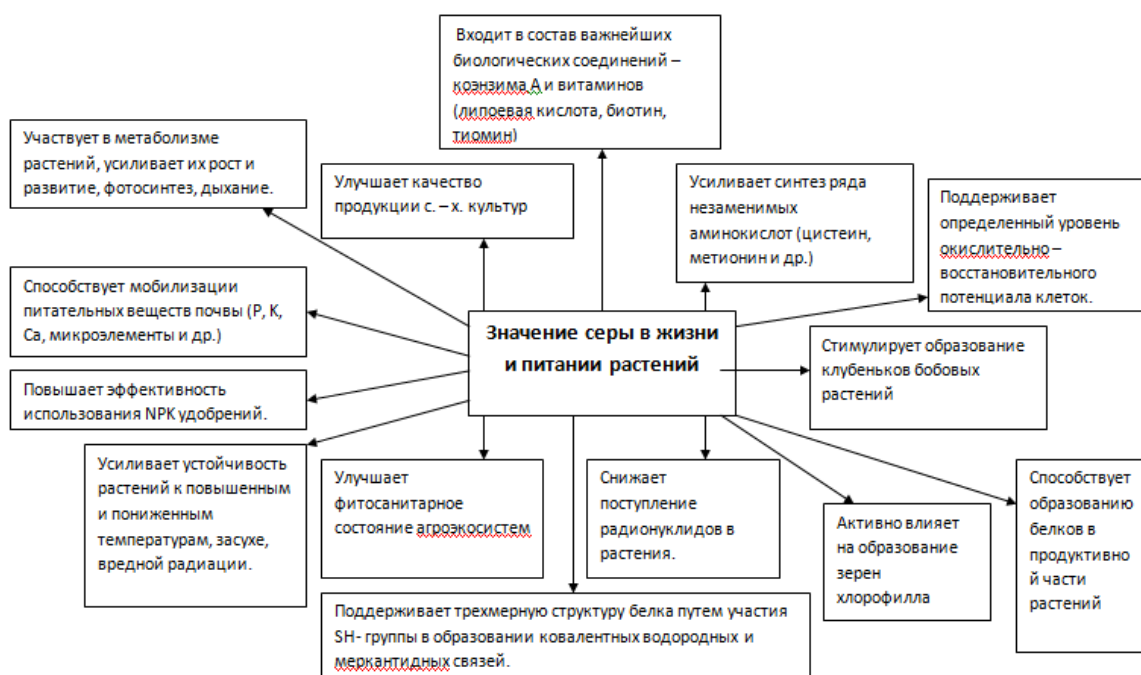 Входит в состав важнейших
биологических соединений –
коэнзима А и витаминов
(липоевая кислота, биотин,
тиомин)
Участвует в метаболизме
растений, усиливает их рост и
развитие, фотосинтез, дыхание.
Улучшает качество
продукции с. – х. культур
Усиливает синтез ряда
незаменимых
аминокислот (цистеин,
метионин и др.)
Поддерживает
определенный уровень
окислительно –
восстановительного
потенциала клеток.
Способствует мобилизации
питательных веществ почвы (P, K,
Ca, микроэлементы и др.)
Значение серы в жизни
и питании растений
Стимулирует образование
клубеньков бобовых
растений
Повышает эффективность
использования NPK удобрений.
Усиливает устойчивость
растений к повышенным
и пониженным
температурам, засухе,
вредной радиации.
Улучшает
фитосанитарное
состояние агроэкосистем
Снижает
поступление
радионуклидов в
растения.
Активно влияет
на образование
зерен
хлорофилла
Способствует
образованию
белков в
продуктивно
й части
растений
Поддерживает трехмерную структуру белка путем участия
SH- группы в образовании ковалентных водородных и
меркантидных связей.